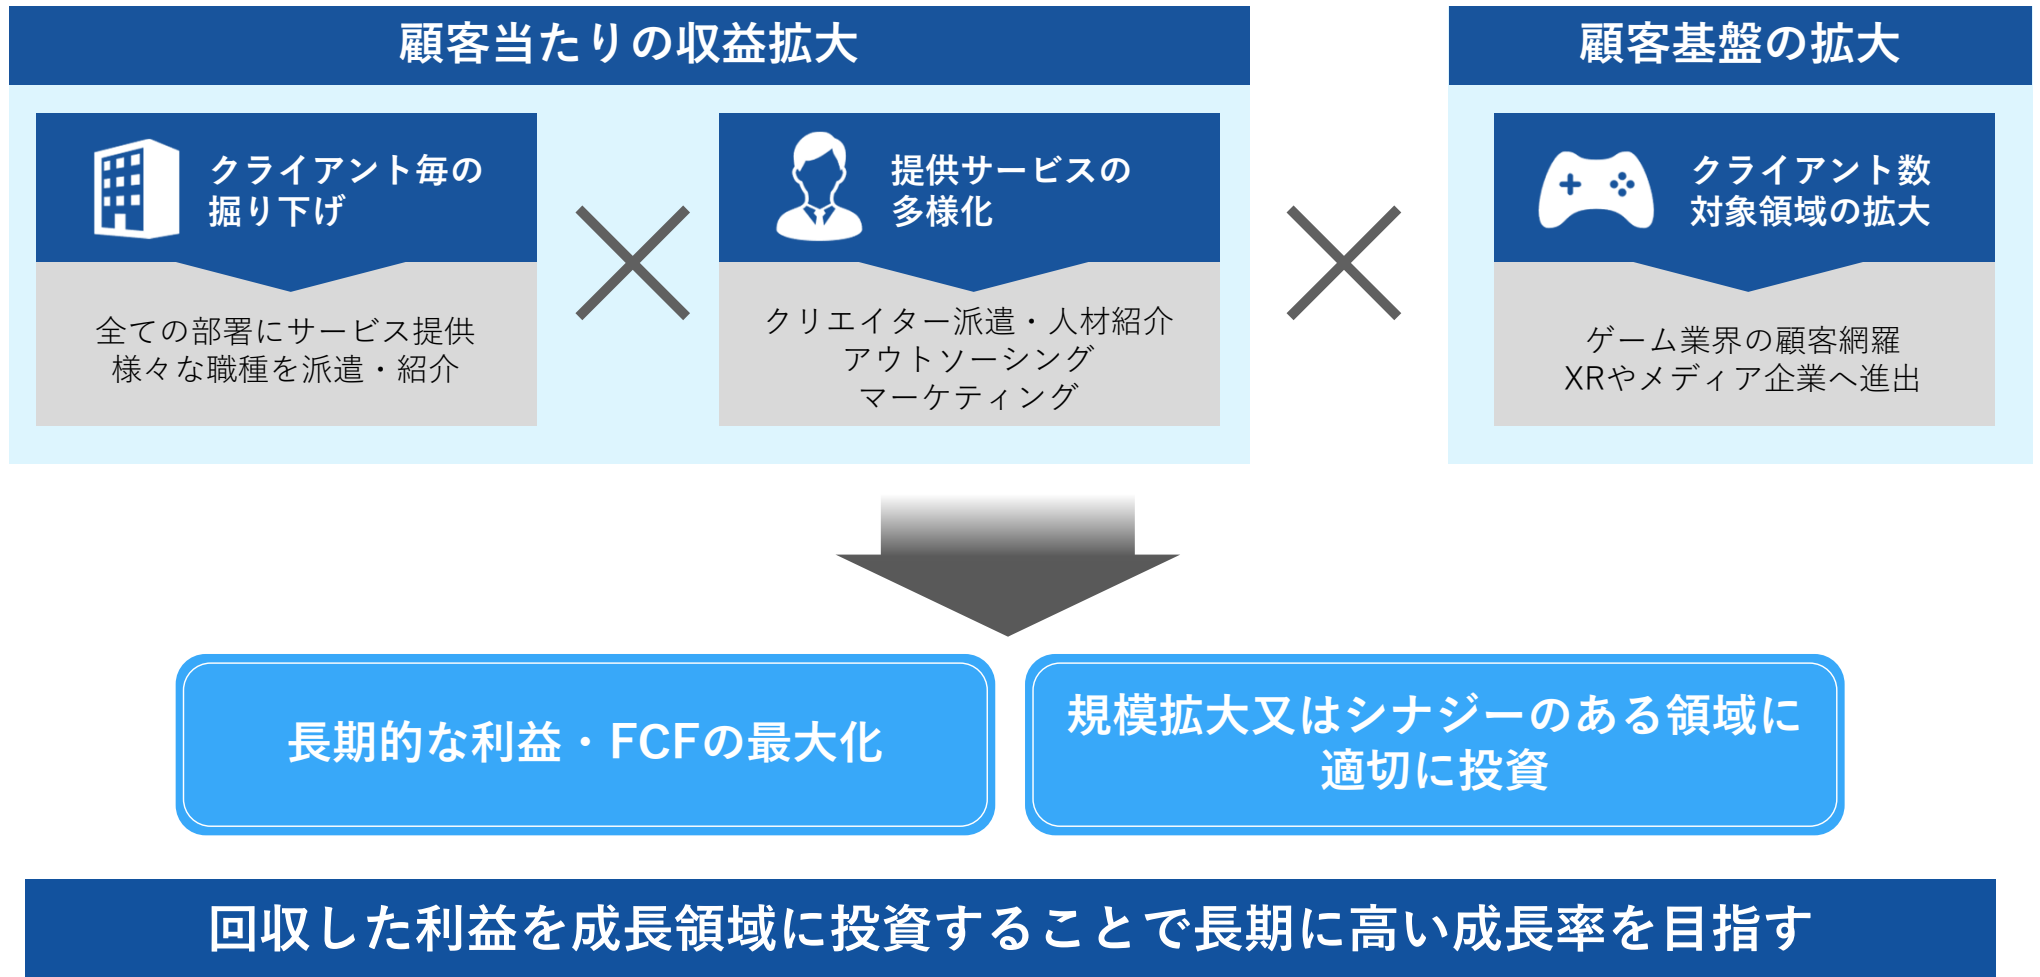 顧客当たりの収益拡大
顧客基盤の拡大
クライアント毎の
掘り下げ
全ての部署にサービス提供
様々な職種を派遣・紹介
提供サービスの
多様化
クリエイター派遣・人材紹介
アウトソーシング
マーケティング
クライアント数
対象領域の拡大
ゲーム業界の顧客網羅
XRやメディア企業へ進出
長期的な利益・FCFの最大化
規模拡大又はシナジーのある領域に
適切に投資
回収した利益を成長領域に投資することで長期に高い成長率を目指す